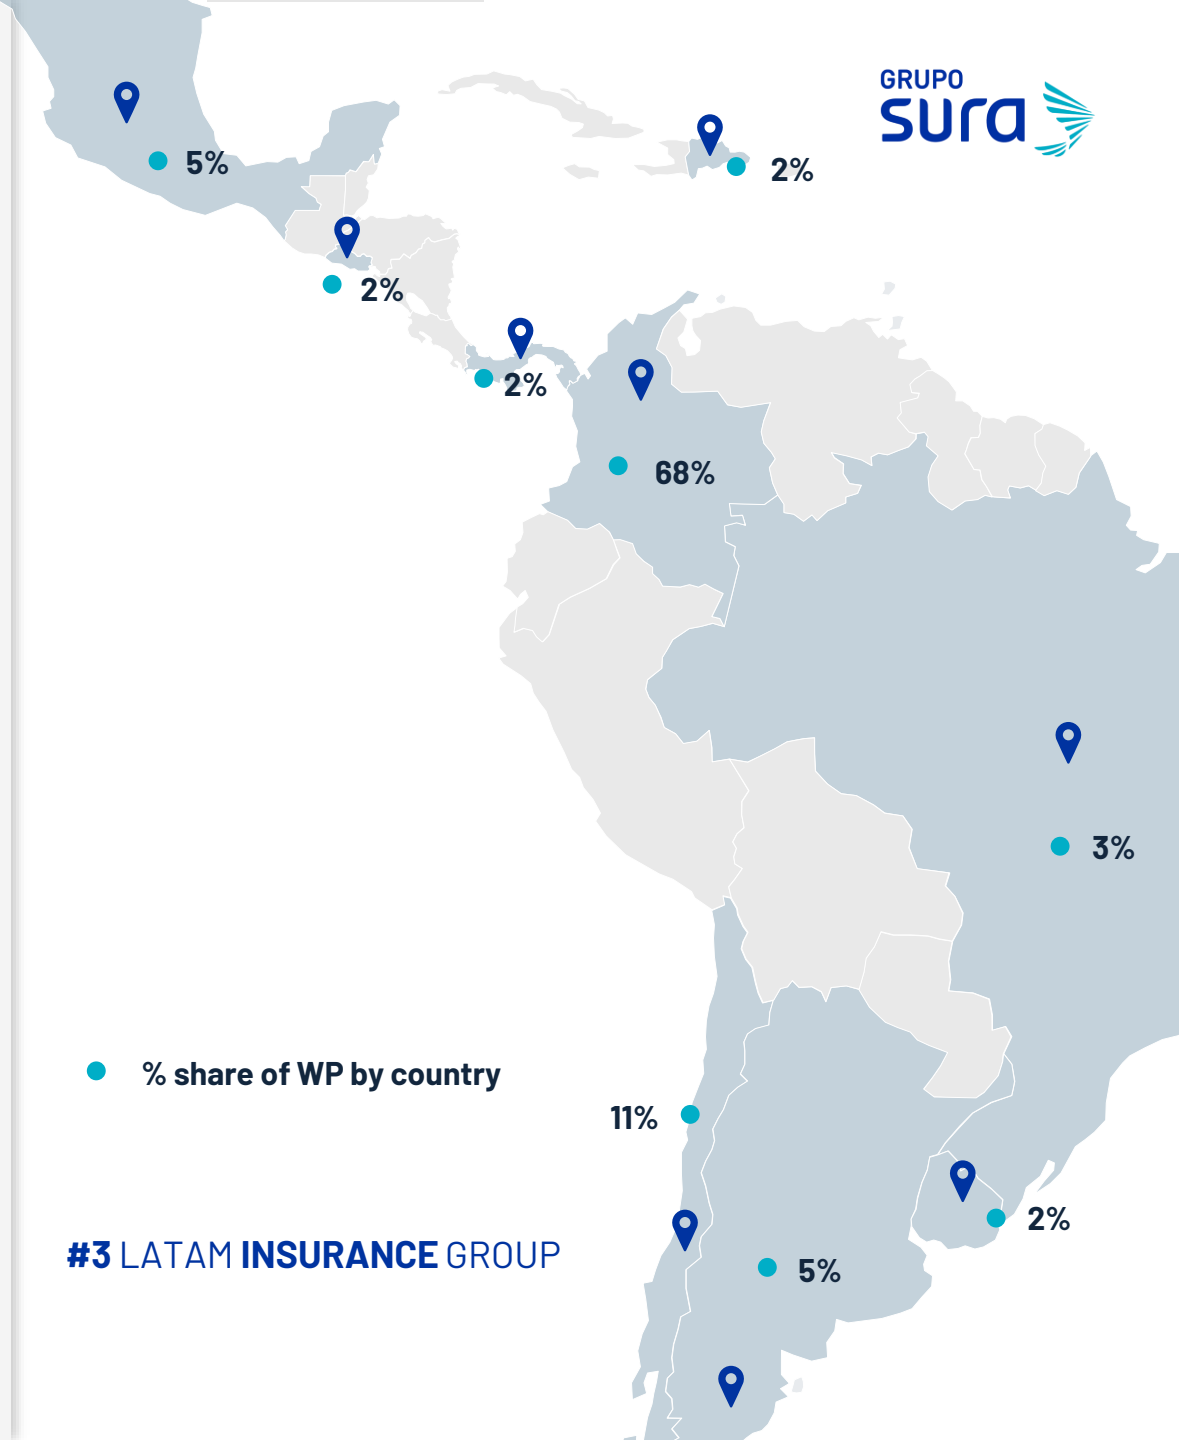 GRUPO
sura
5%
2%
2%
2%
68%
3%
% share of WP by country
11%
2%
#3 LATAM INSURANCE GROUP
5%